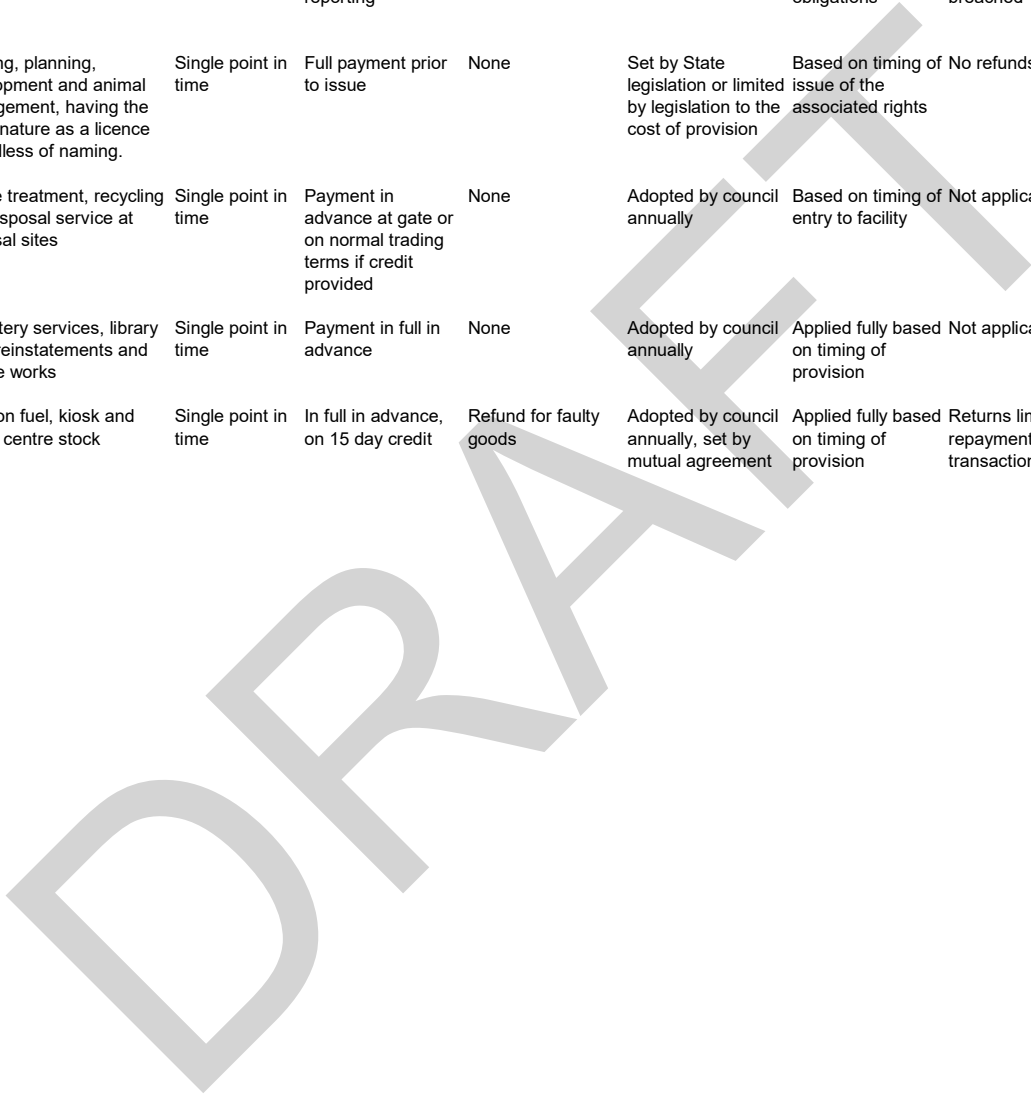 reporting
obligations
breached
ng, planning,
opment and animal
gement, having the
nature as a licence
lless of naming.
Single point in
time
Full payment prior
to issue
None
Set by State
legislation or limited
by legislation to the
cost of provision
Based on timing of
issue of the
associated rights
No refunds
e treatment, recycling
sposal service at
sal sites
Single point in
time
Payment in
advance at gate or
on normal trading
terms if credit
provided
None
Adopted by council
annually
Based on timing of
entry to facility
Not applica
tery services, library
reinstatements and
e works
Single point in
time
Payment in full in
advance
None
Adopted by council
annually
Applied fully based
on timing of
provision
Not applica
on fuel, kiosk and
centre stock
Single point in
time
In full in advance,
on 15 day credit
Refund for faulty
goods
Adopted by council
annually, set by
mutual agreement
Applied fully based
on timing of
provision
Returns lim
repayment
transaction
DRAFT